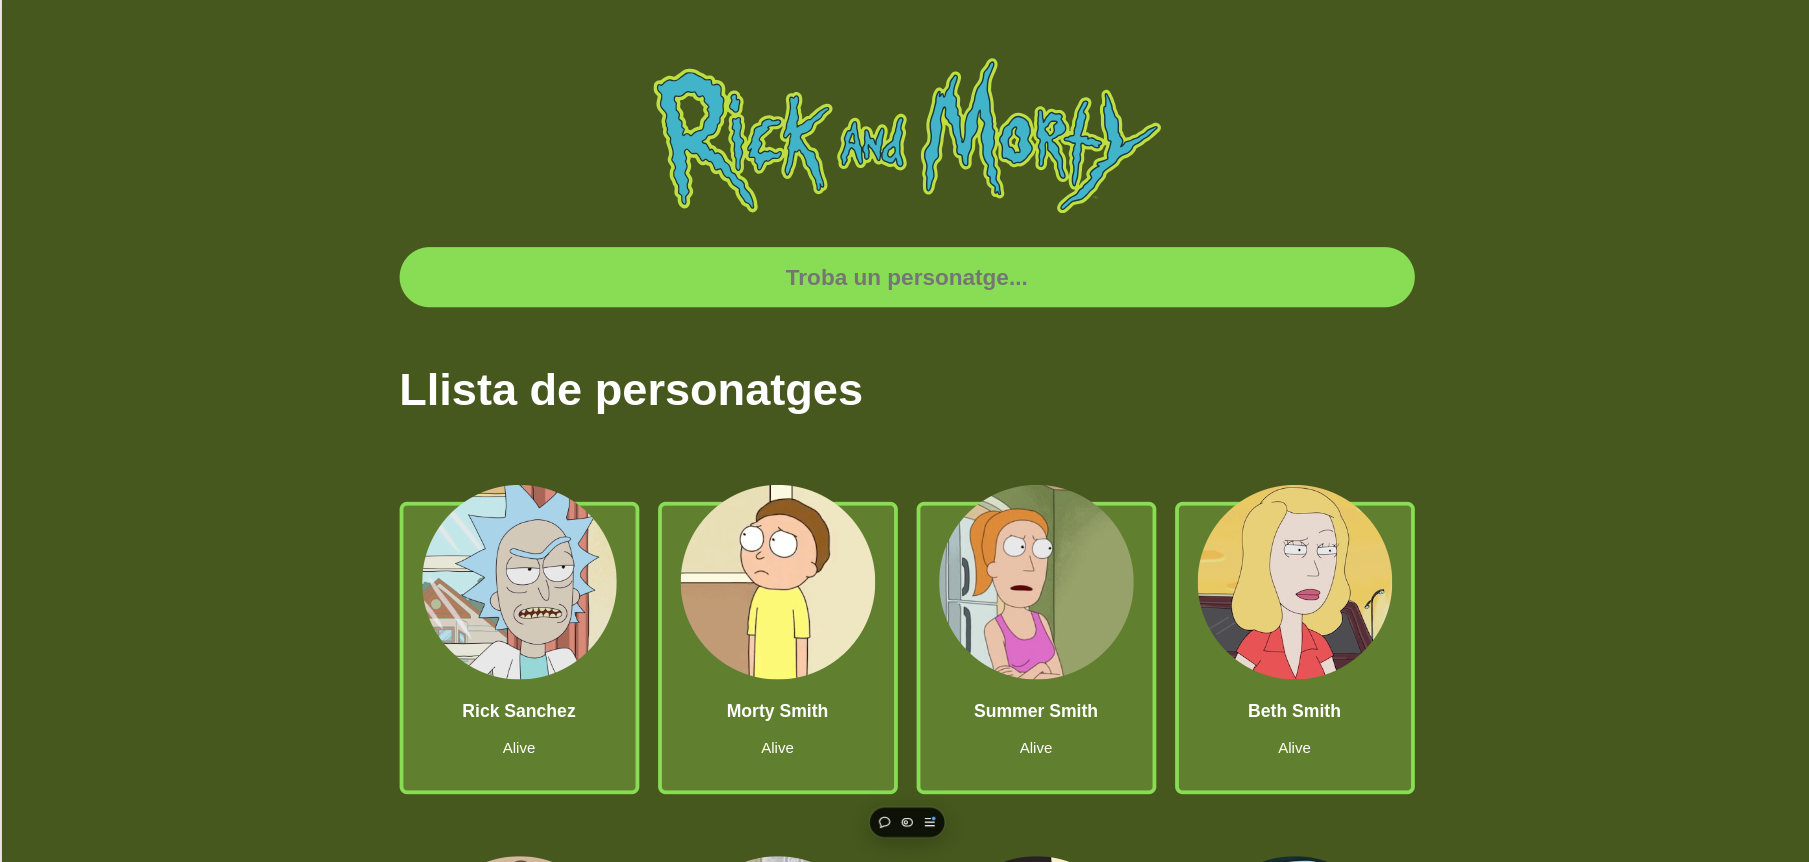 Rick and Morty
Troba un personatge...
Llista de personatges
Rick Sanchez
Morty Smith
Summer Smith
Beth Smith
Alive
Alive
Alive
Alive